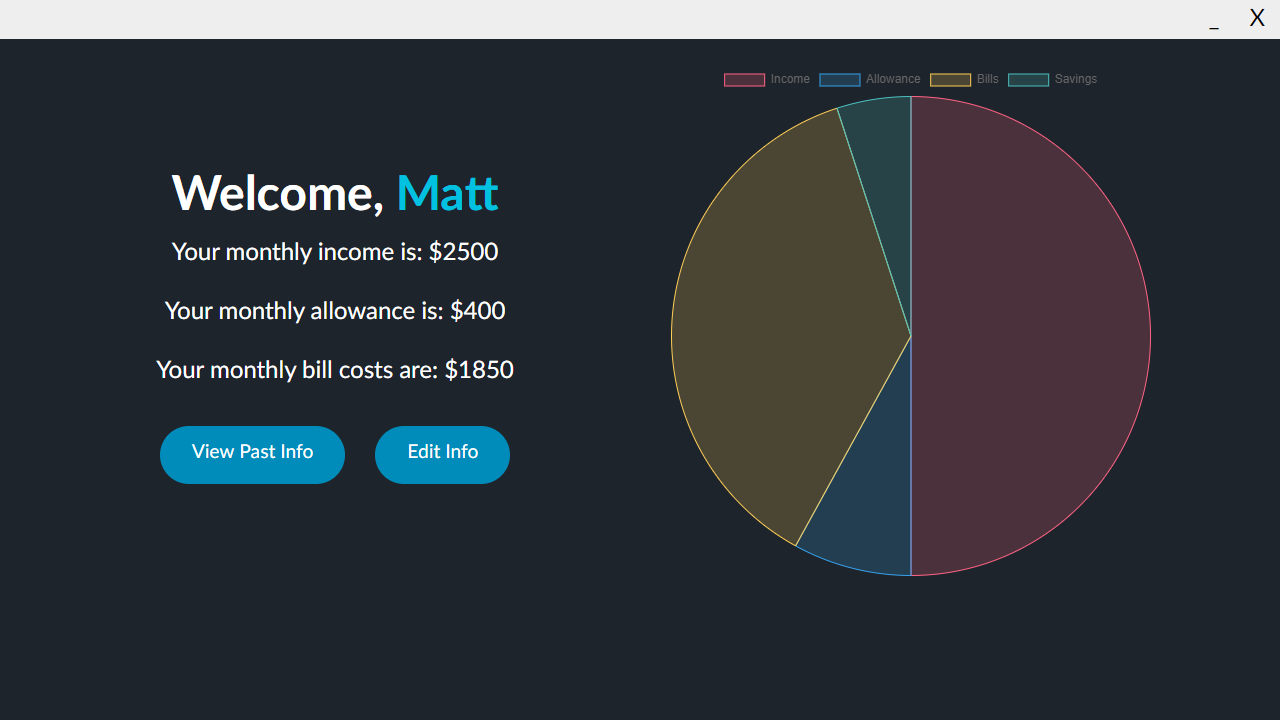 _ X
Income Allowance Bills Savings
Welcome, Matt
Your monthly income is: $2500
Your monthly allowance is: $400
Your monthly bill costs are: $1850
View Past Info Edit Info